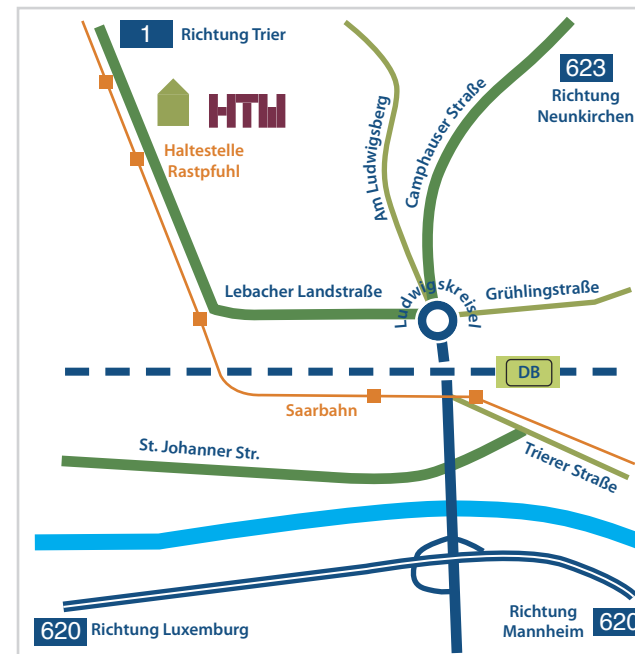 1 Richtung Trier
623
Richtung
Neunkirchen
HTW
Haltestelle
Rastpfuhl
Am Ludwigsberg
Camphauser Straße
Lebacher Landstraße
Ludwigskreisel
Grühlingstraße
DB
Saarbahn
St. Johanner Str.
Trierer Straße
620 Richtung Luxemburg
Richtung
Mannheim 620